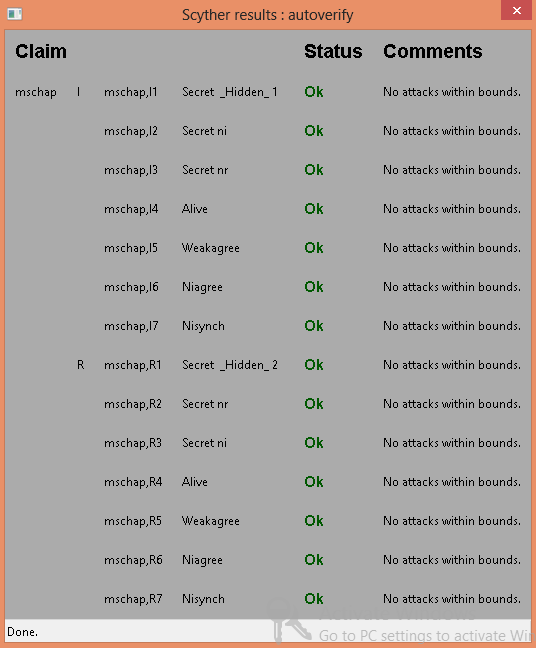 Scyther results : autoverify
Claim Status Comments
mschap I mschap,I1 Secret _Hidden_ 1 Ok No attacks within bounds.
mschap,I2 Secret ni Ok No attacks within bounds.
mschap,I3 Secret nr Ok No attacks within bounds.
mschap,I4 Alive Ok No attacks within bounds.
mschap,I5 Weakagree Ok No attacks within bounds.
mschap,I6 Niagree Ok No attacks within bounds.
mschap,I7 Nisynch Ok No attacks within bounds.
R mschap,R1 Secret _Hidden_ 2 Ok No attacks within bounds.
mschap,R2 Secret nr Ok No attacks within bounds.
mschap,R3 Secret ni Ok No attacks within bounds.
mschap,R4 Alive Ok No attacks within bounds.
mschap,R5 Weakagree Ok No attacks within bounds.
mschap,R6 Niagree Ok No attacks within bounds.
mschap,R7 Nisynch Ok No attacks within bounds.
Done.
Go to PC settings to activate Win